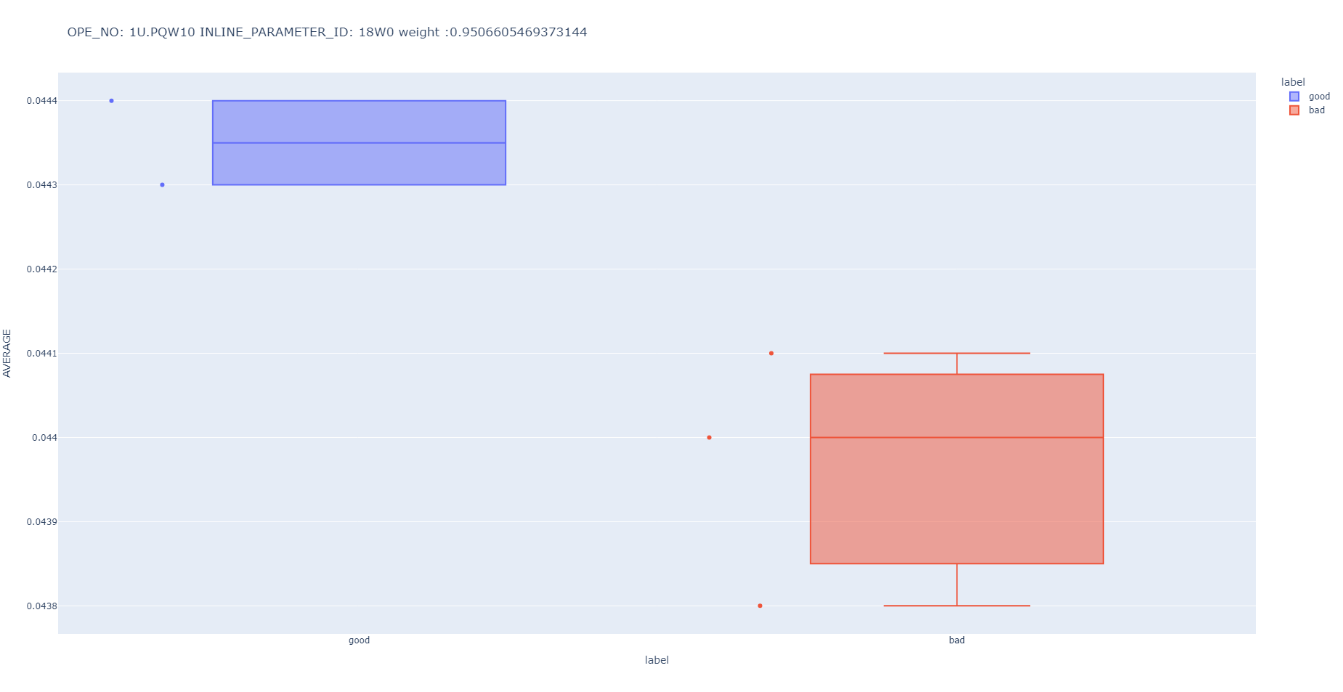 OPE_NO: 1U.PQW10 INLINE_PARAMETER_ID: 18W0 weight :0.9506605469373144
label
good
bad
0.0444
0.0443
0.0442
0.0441
0.044
0.0439
0.0438
AVERAGE
good
bad
label